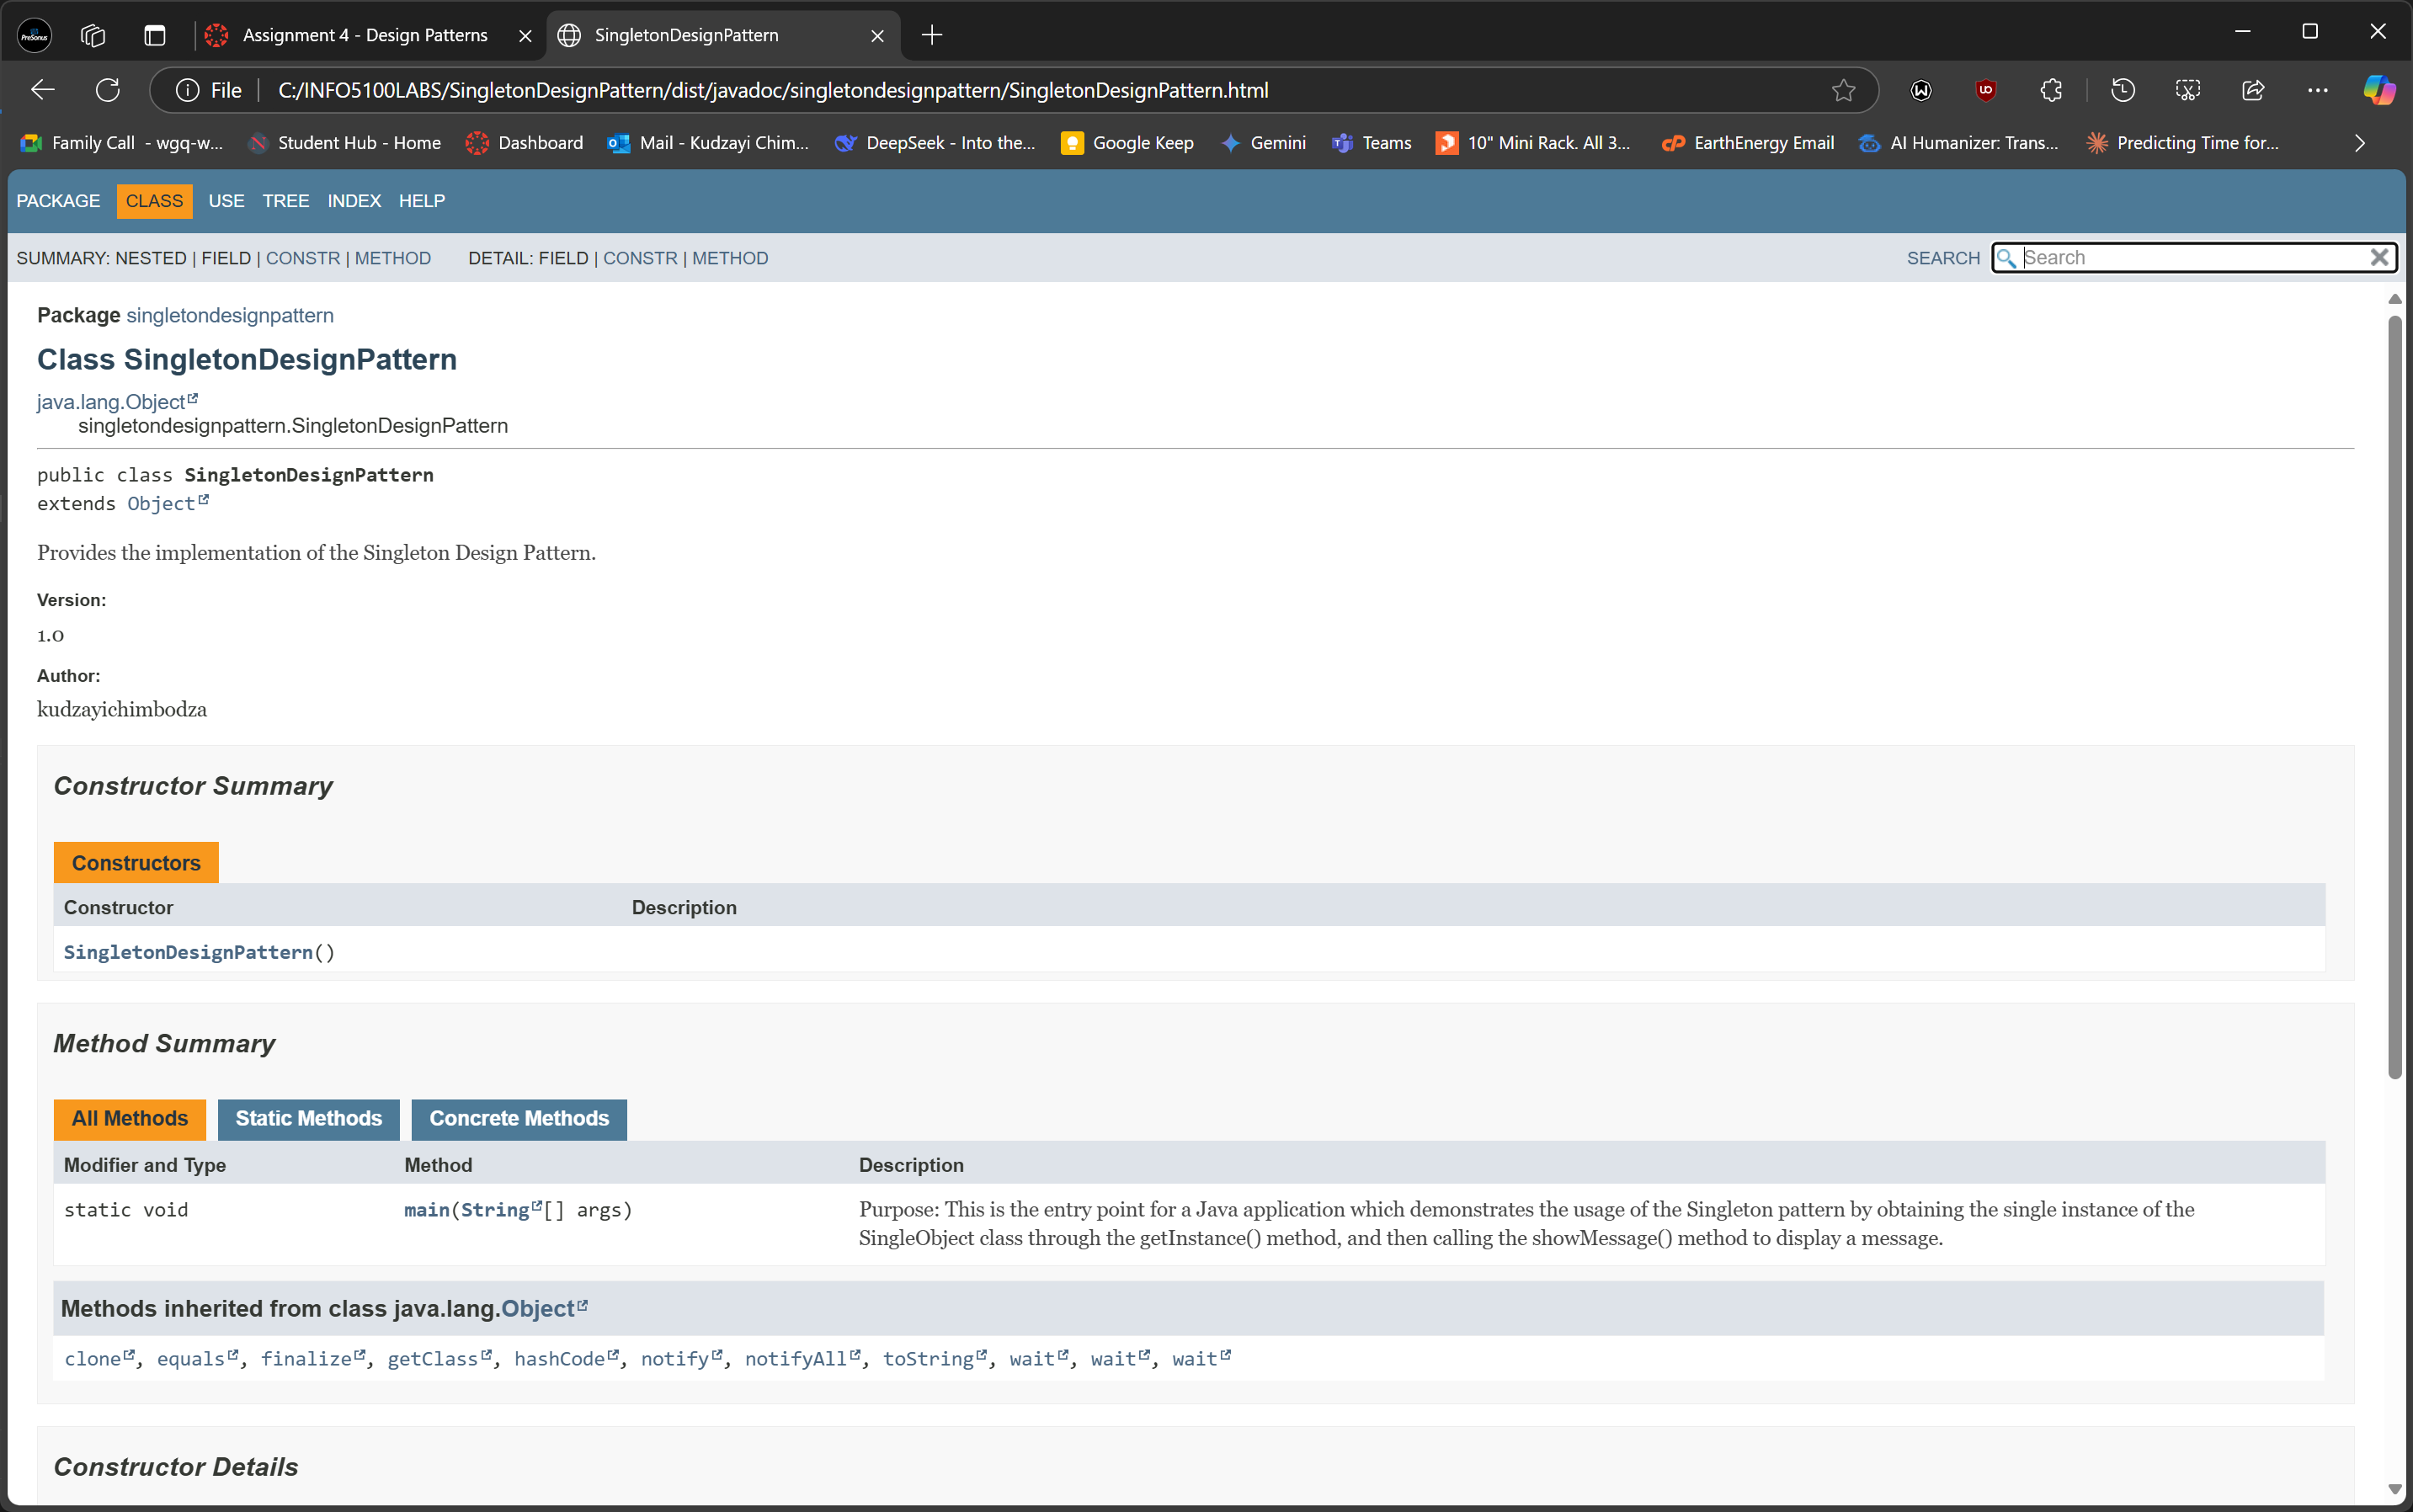 PreSonus
Assignment 4 - Design Patterns
SingletonDesignPattern
File
C:/INFO5100LABS/SingletonDesignPattern/dist/javadoc/singletondesignpattern/SingletonDesignPattern.html
Family Call - wgq-w...
Student Hub - Home
Dashboard
Mail - Kudzayi Chim...
DeepSeek - Into the...
Google Keep
Gemini
Teams
10" Mini Rack. All 3...
EarthEnergy Email
AI Humanizer: Trans...
Predicting Time for...
PACKAGE CLASS USE TREE INDEX HELP
SUMMARY: NESTED | FIELD | CONSTR | METHOD DETAIL: FIELD | CONSTR | METHOD
SEARCH Search
Package singletondesignpattern
Class SingletonDesignPattern
java.lang.Object
singletondesignpattern.SingletonDesignPattern
public class SingletonDesignPattern
extends Object
Provides the implementation of the Singleton Design Pattern.
Version:
1.0
Author:
kudzayichimbodza
Constructor Summary
Constructors
Constructor Description
SingletonDesignPattern()
Method Summary
All Methods Static Methods Concrete Methods
Modifier and Type Method Description
static void main(String[] args) Purpose: This is the entry point for a Java application which demonstrates the usage of the Singleton pattern by obtaining the single instance of the
SingleObject class through the getInstance() method, and then calling the showMessage() method to display a message.
Methods inherited from class java.lang.Object
clone, equals, finalize, getClass, hashCode, notify, notifyAll, toString, wait, wait, wait
Constructor Details